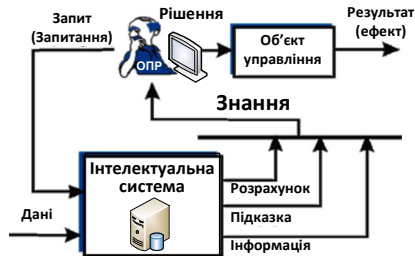 Запит
(Запитання)
Рішення
ОПР
Об’єкт
управління
Результат
(ефект)
Знання
Інтелектуальна
система
Дані
Розрахунок
Підказка
Інформація